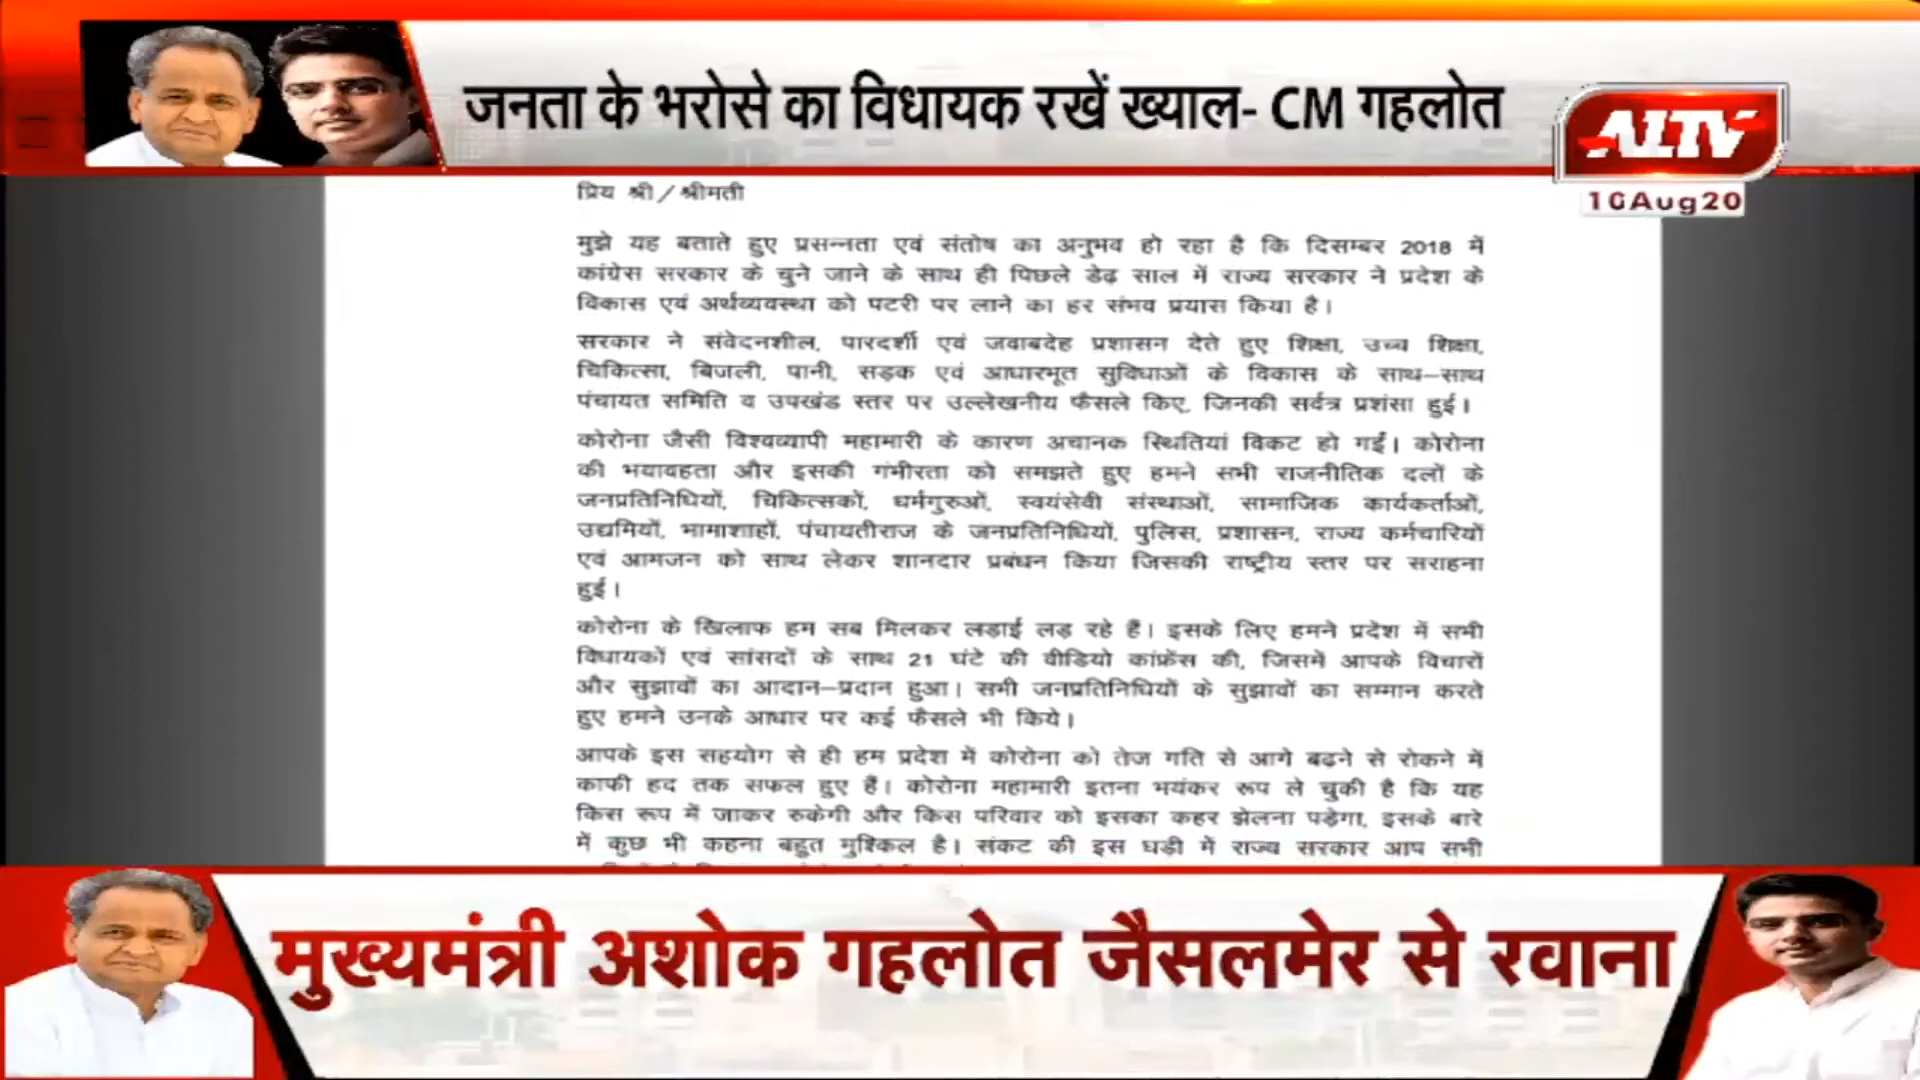 जनता के भरोसे का विधायक रखें ख्याल- CM गहलोत
A1TV
10Aug20
प्रिय श्री/श्रीमती
मुझे यह बताते हुए प्रसन्नता एवं संतोष का अनुभव हो रहा है कि दिसम्बर 2018 में
कांग्रेस सरकार के चुने जाने के साथ ही पिछले डेढ़ साल में राज्य सरकार ने प्रदेश के
विकास एवं अर्थव्यवस्था को पटरी पर लाने का हर संभव प्रयास किया है।
सरकार ने संवेदनशील, पारदर्शी एवं जवाबदेह प्रशासन देते हुए शिक्षा, उच्च शिक्षा,
चिकित्सा, बिजली, पानी, सड़क एवं आधारभूत सुविधाओं के विकास के साथ–साथ
पंचायत समिति व उपखंड स्तर पर उल्लेखनीय फैसले किए, जिनकी सर्वत्र प्रशंसा हुई।
कोरोना जैसी विश्वव्यापी महामारी के कारण अचानक स्थितियां विकट हो गईं। कोरोना
की भयावहता और इसकी गंभीरता को समझते हुए हमने सभी राजनीतिक दलों के
जनप्रतिनिधियों, चिकित्सकों, धर्मगुरुओं, स्वयंसेवी संस्थाओं, सामाजिक कार्यकर्ताओं,
उद्यमियों, भामाशाहों, पंचायतीराज के जनप्रतिनिधियों, पुलिस, प्रशासन, राज्य कर्मचारियों
एवं आमजन को साथ लेकर शानदार प्रबंधन किया जिसकी राष्ट्रीय स्तर पर सराहना
हुई।
कोरोना के खिलाफ हम सब मिलकर लड़ाई लड़ रहे हैं। इसके लिए हमने प्रदेश में सभी
विधायकों एवं सांसदों के साथ 21 घंटे की वीडियो कांफ्रेंस की, जिसमें आपके विचारों
और सुझावों का आदान–प्रदान हुआ। सभी जनप्रतिनिधियों के सुझावों का सम्मान करते
हुए हमने उनके आधार पर कई फैसले भी किये।
आपके इस सहयोग से ही हम प्रदेश में कोरोना को तेज गति से आगे बढ़ने से रोकने में
काफी हद तक सफल हुए हैं। कोरोना महामारी इतना भयंकर रूप ले चुकी है कि यह
किस रूप में जाकर रुकेगी और किस परिवार को इसका कहर झेलना पड़ेगा, इसके बारे
में कुछ भी कहना बहुत मुश्किल है। संकट की इस घड़ी में राज्य सरकार आप सभी
मुख्यमंत्री अशोक गहलोत जैसलमेर से रवाना